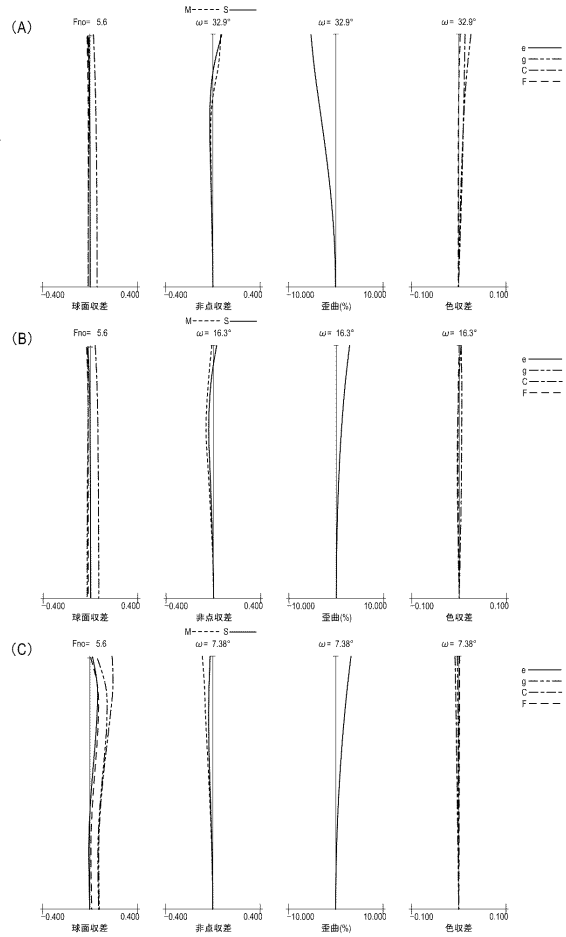 M S
(A) Fno= 5.6 ω= 32.9° ω= 32.9° ω= 32.9°
e
g
C
F
-0.400 0.400 -0.400 0.400 -10.000 10.000 -0.100 0.100
球面収差 非点収差 歪曲(%) 色収差
M S
(B) Fno= 5.6 ω= 16.3° ω= 16.3° ω= 16.3°
e
g
C
F
-0.400 0.400 -0.400 0.400 -10.000 10.000 -0.100 0.100
球面収差 非点収差 歪曲(%) 色収差
M S
(C) Fno= 5.6 ω= 7.38° ω= 7.38° ω= 7.38°
e
g
C
F
-0.400 0.400 -0.400 0.400 -10.000 10.000 -0.100 0.100
球面収差 非点収差 歪曲(%) 色収差